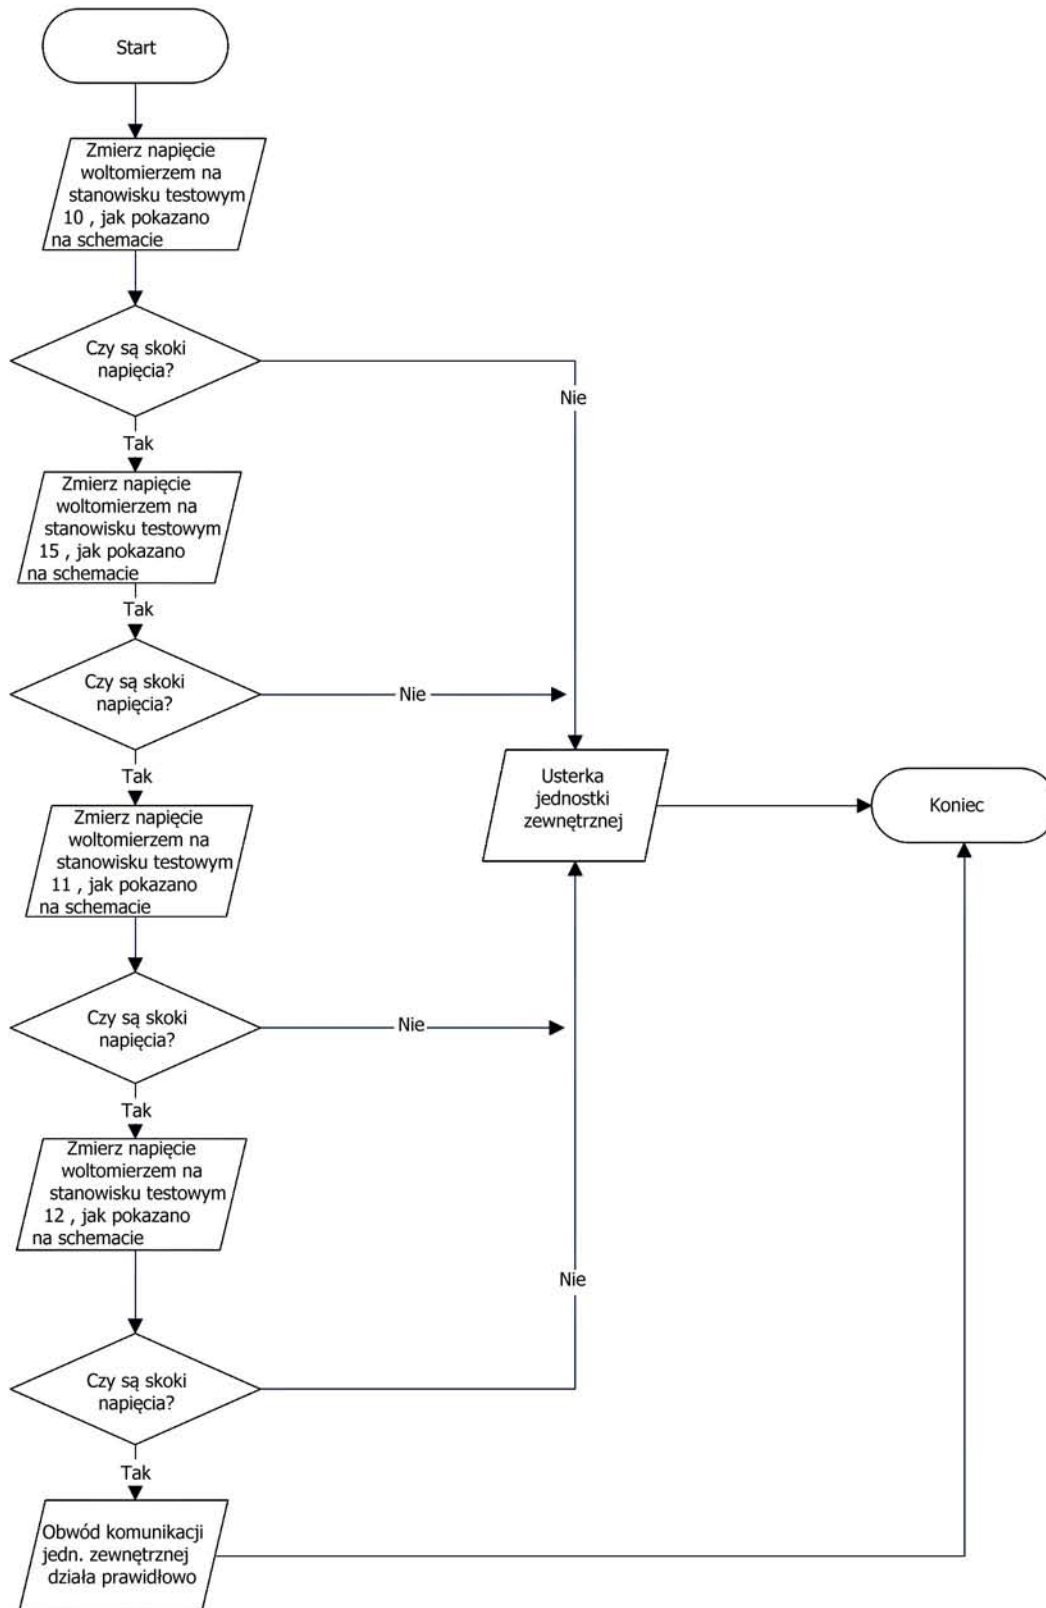 Start
Zmierz napięcie
woltomierzem na
stanowisku testowym
10 , jak pokazano
na schemacie
Czy są skoki
napięcia?
Nie
Tak
Zmierz napięcie
woltomierzem na
stanowisku testowym
15 , jak pokazano
na schemacie
Tak
Czy są skoki
napięcia?
Nie
Tak
Usterka
jednostki
zewnętrznej
Koniec
Zmierz napięcie
woltomierzem na
stanowisku testowym
11 , jak pokazano
na schemacie
Czy są skoki
napięcia?
Nie
Tak
Zmierz napięcie
woltomierzem na
stanowisku testowym
12 , jak pokazano
na schemacie
Nie
Czy są skoki
napięcia?
Tak
Obwód komunikacji
jedn. zewnętrznej
działa prawidłowo